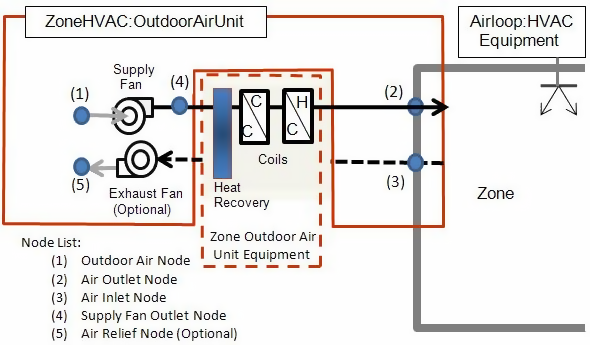 ZoneHVAC:OutdoorAirUnit
Airloop:HVAC
Equipment
Supply
Fan
(4)
(1)
(2)
C
C
H
C
Coils
(5)
Exhaust Fan
(Optional)
Heat
Recovery
(3)
Zone
Zone Outdoor Air
Unit Equipment
Node List:
(1) Outdoor Air Node
(2) Air Outlet Node
(3) Air Inlet Node
(4) Supply Fan Outlet Node
(5) Air Relief Node (Optional)